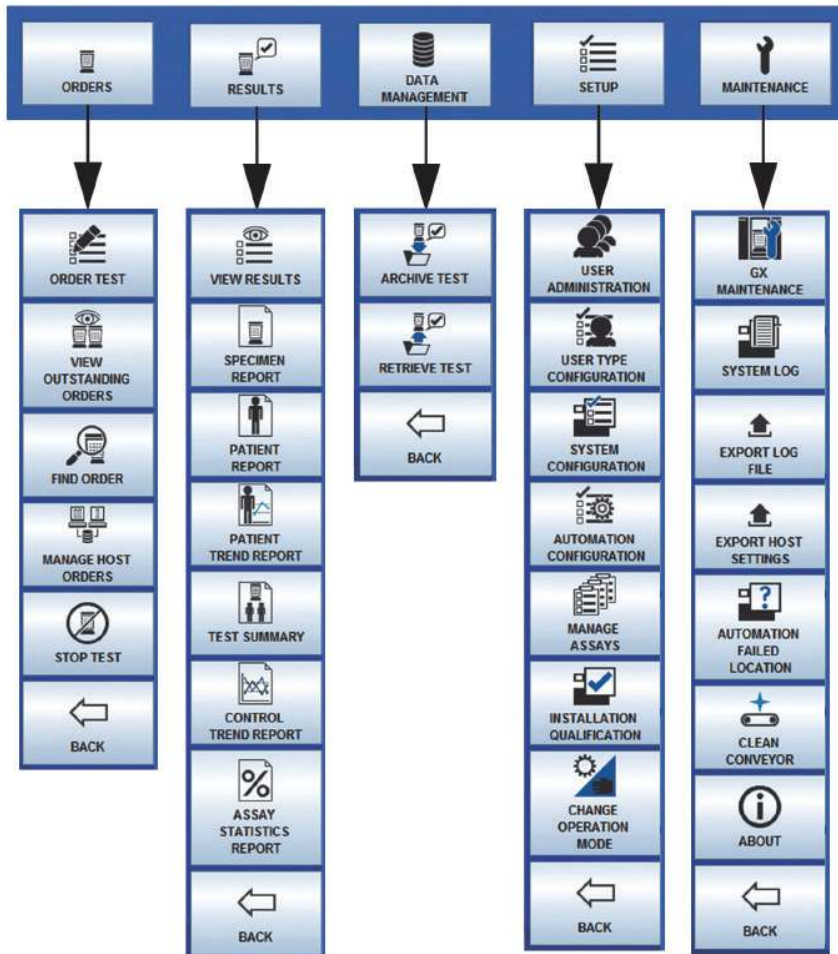 ORDERS
RESULTS
DATA
MANAGEMENT
SETUP
MAINTENANCE
ORDER TEST
VIEW
OUTSTANDING
ORDERS
FIND ORDER
MANAGE HOST
ORDERS
STOP TEST
BACK
VIEW RESULTS
SPECIMEN
REPORT
PATIENT
REPORT
PATIENT
TREND REPORT
TEST SUMMARY
CONTROL
TREND REPORT
%
ASSAY
STATISTICS
REPORT
BACK
ARCHIVE TEST
RETRIEVE TEST
BACK
USER
ADMINISTRATION
USER TYPE
CONFIGURATION
SYSTEM
CONFIGURATION
AUTOMATION
CONFIGURATION
MANAGE
ASSAYS
INSTALLATION
QUALIFICATION
CHANGE
OPERATION
MODE
BACK
GX
MAINTENANCE
SYSTEM LOG
EXPORT LOG
FILE
EXPORT HOST
SETTINGS
?
AUTOMATION
FAILED
LOCATION
CLEAN
CONVEYOR
i
ABOUT
BACK